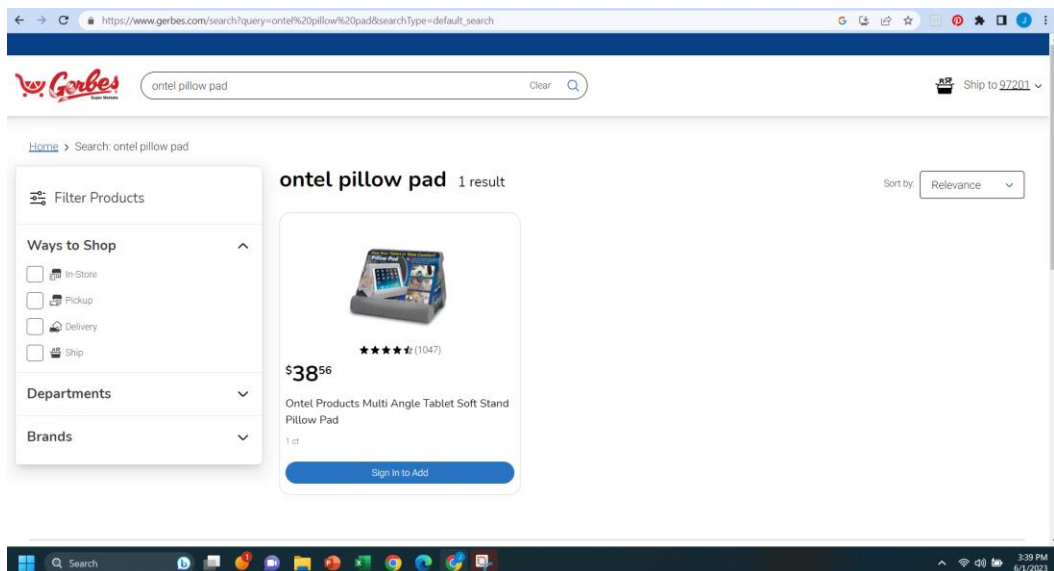 https://www.gerbes.com/search?query=ontel%20pillow%20pad&searchType=default_search
Gerbes
ontel pillow pad
Clear
Ship to 97201
Home > Search: ontel pillow pad
Filter Products
Ways to Shop
In-Store
Pickup
Delivery
Ship
Departments
Brands
ontel pillow pad 1 result
Sort by: Relevance
Pillow Pad
(1047)
$38 56
Ontel Products Multi Angle Tablet Soft Stand
Pillow Pad
1 ct
Sign In to Add
Search
3:39 PM
6/1/2023